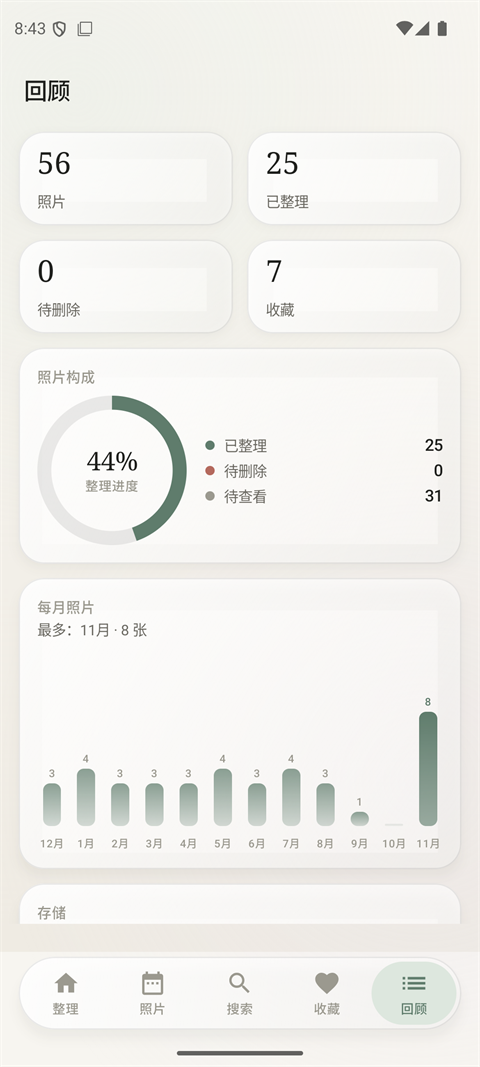 8:43
回顾
56
照片
25
已整理
0
待删除
7
收藏
照片构成
44%
整理进度
已整理 25
待删除 0
待查看 31
每月照片
最多：11月 · 8 张
3 4 3 3 3 4 3 4 3 1 8
12月 1月 2月 3月 4月 5月 6月 7月 8月 9月 10月 11月
存储
整理 照片 搜索 收藏 回顾